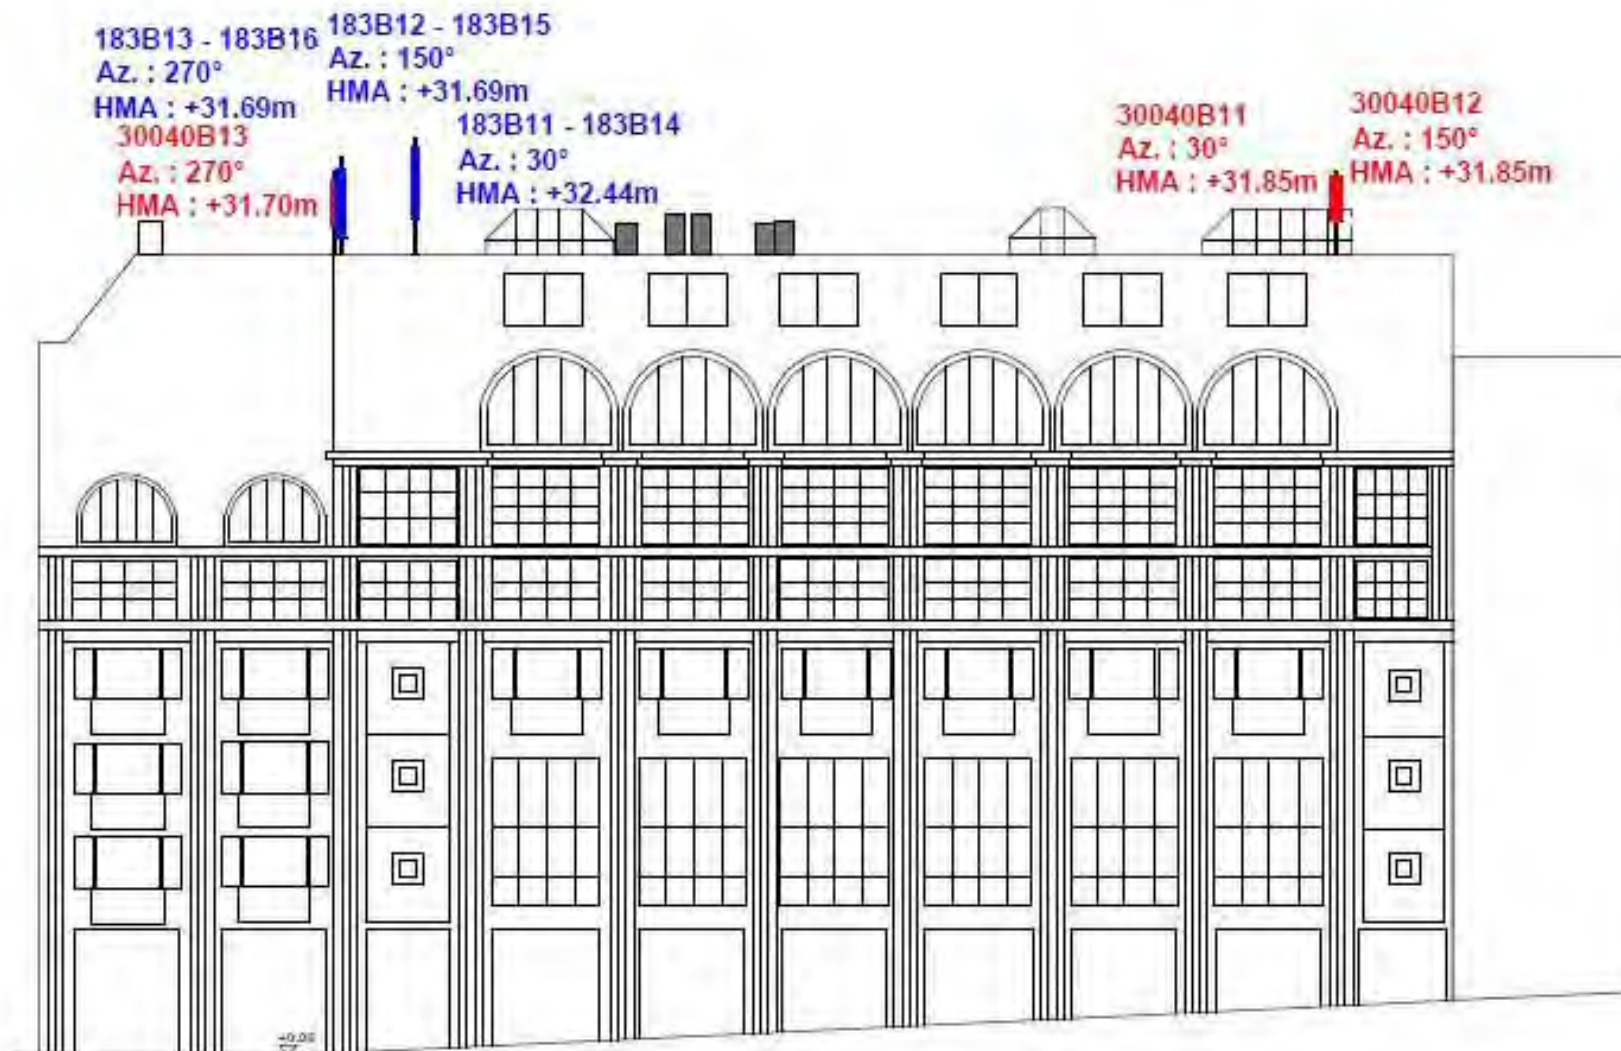 183B13 - 183B16
Az. : 270°
HMA : +31.69m
183B12 - 183B15
Az. : 150°
HMA : +31.69m
30040B13
Az. : 270°
HMA : +31.70m
183B11 - 183B14
Az. : 30°
HMA : +32.44m
30040B11
Az. : 30°
HMA : +31.85m
30040B12
Az. : 150°
HMA : +31.85m